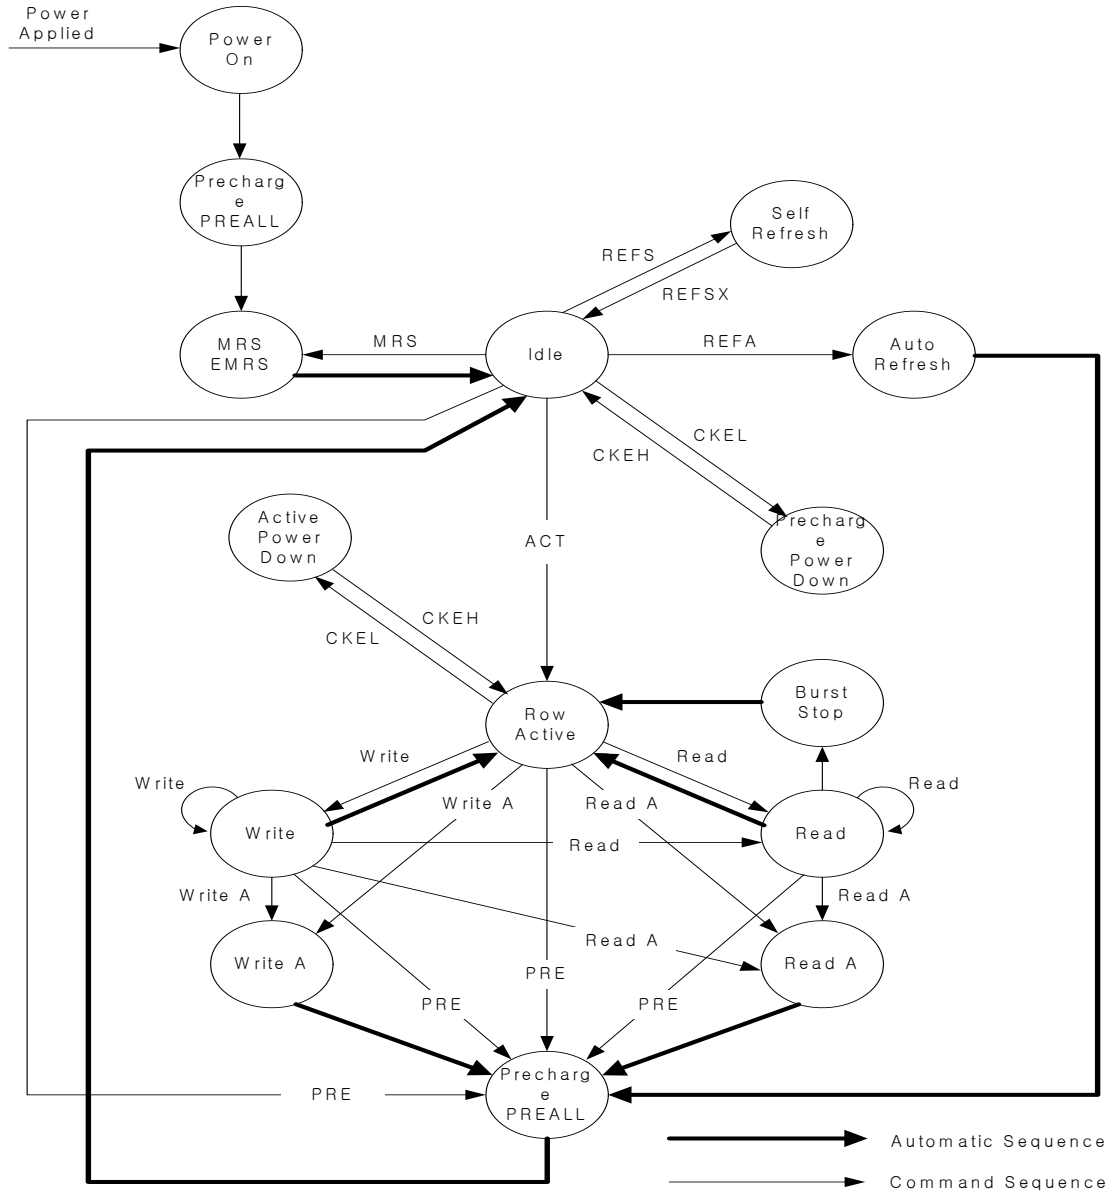 Power
Applied
Power
On
Precharg
e
PREALL
Self
Refresh
REFS
REFSX
MRS
EMRS
MRS
Idle
REFA
Auto
Refresh
CKEL
CKEH
Active
Power
Down
ACT
Precharg
e
Power
Down
CKEH
CKEL
Row
Active
Burst
Stop
Write
Read
Write
Write A
Read A
Read
Write
Read
Read
Write A
Read A
Write A
Read A
Read A
PRE
PRE
PRE
Precharg
e
PREALL
PRE
Automatic Sequence
Command Sequence